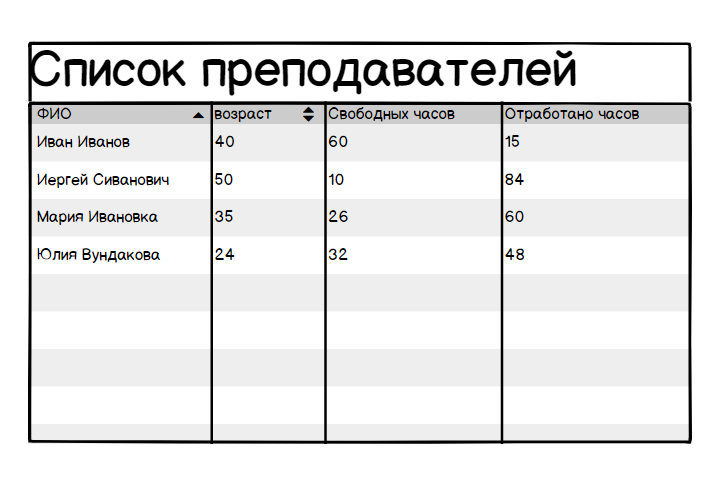 Список преподавателей
ФИО возраст Свободных часов Отработано часов
Иван Иванов 40 60 15
Иергей Сиванович 50 10 84
Мария Ивановка 35 26 60
Юлия Вундакова 24 32 48